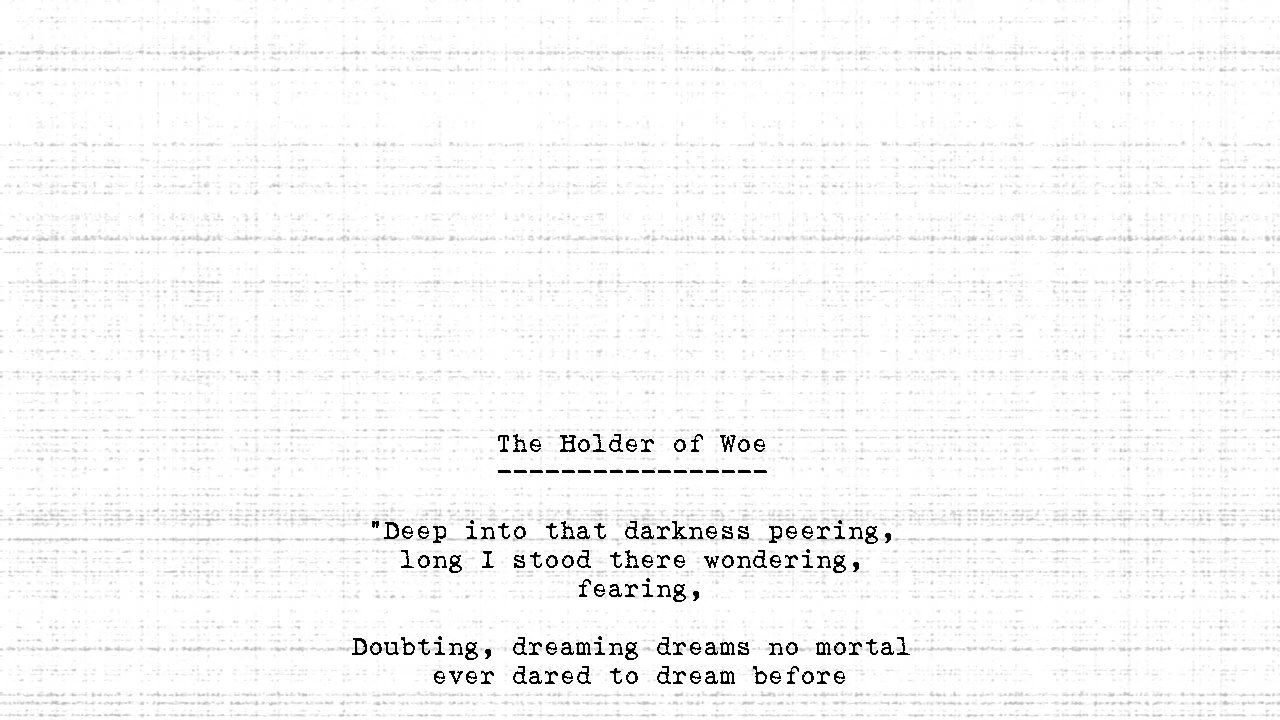 The Holder of Woe
-----------------
"Deep into that darkness peering,
long I stood there wondering,
fearing,
Doubting, dreaming dreams no mortal
ever dared to dream before